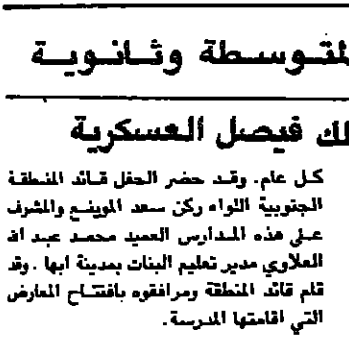 لمتوسطة وثانوية
لك فيصل العسكرية
كل عام. وقد حضر الحفل قائد المنطقة
الجنوبية اللواء ركن سعد الموينع والمشرف
على هذه المدارس العميد محمد عبد الله
العلاوي مدير تعليم البنات بمدينة ابها . وقد
قام قائد المنطقة ومرافقوه بافتتاح المعارض
التي اقامتها المدرسة .